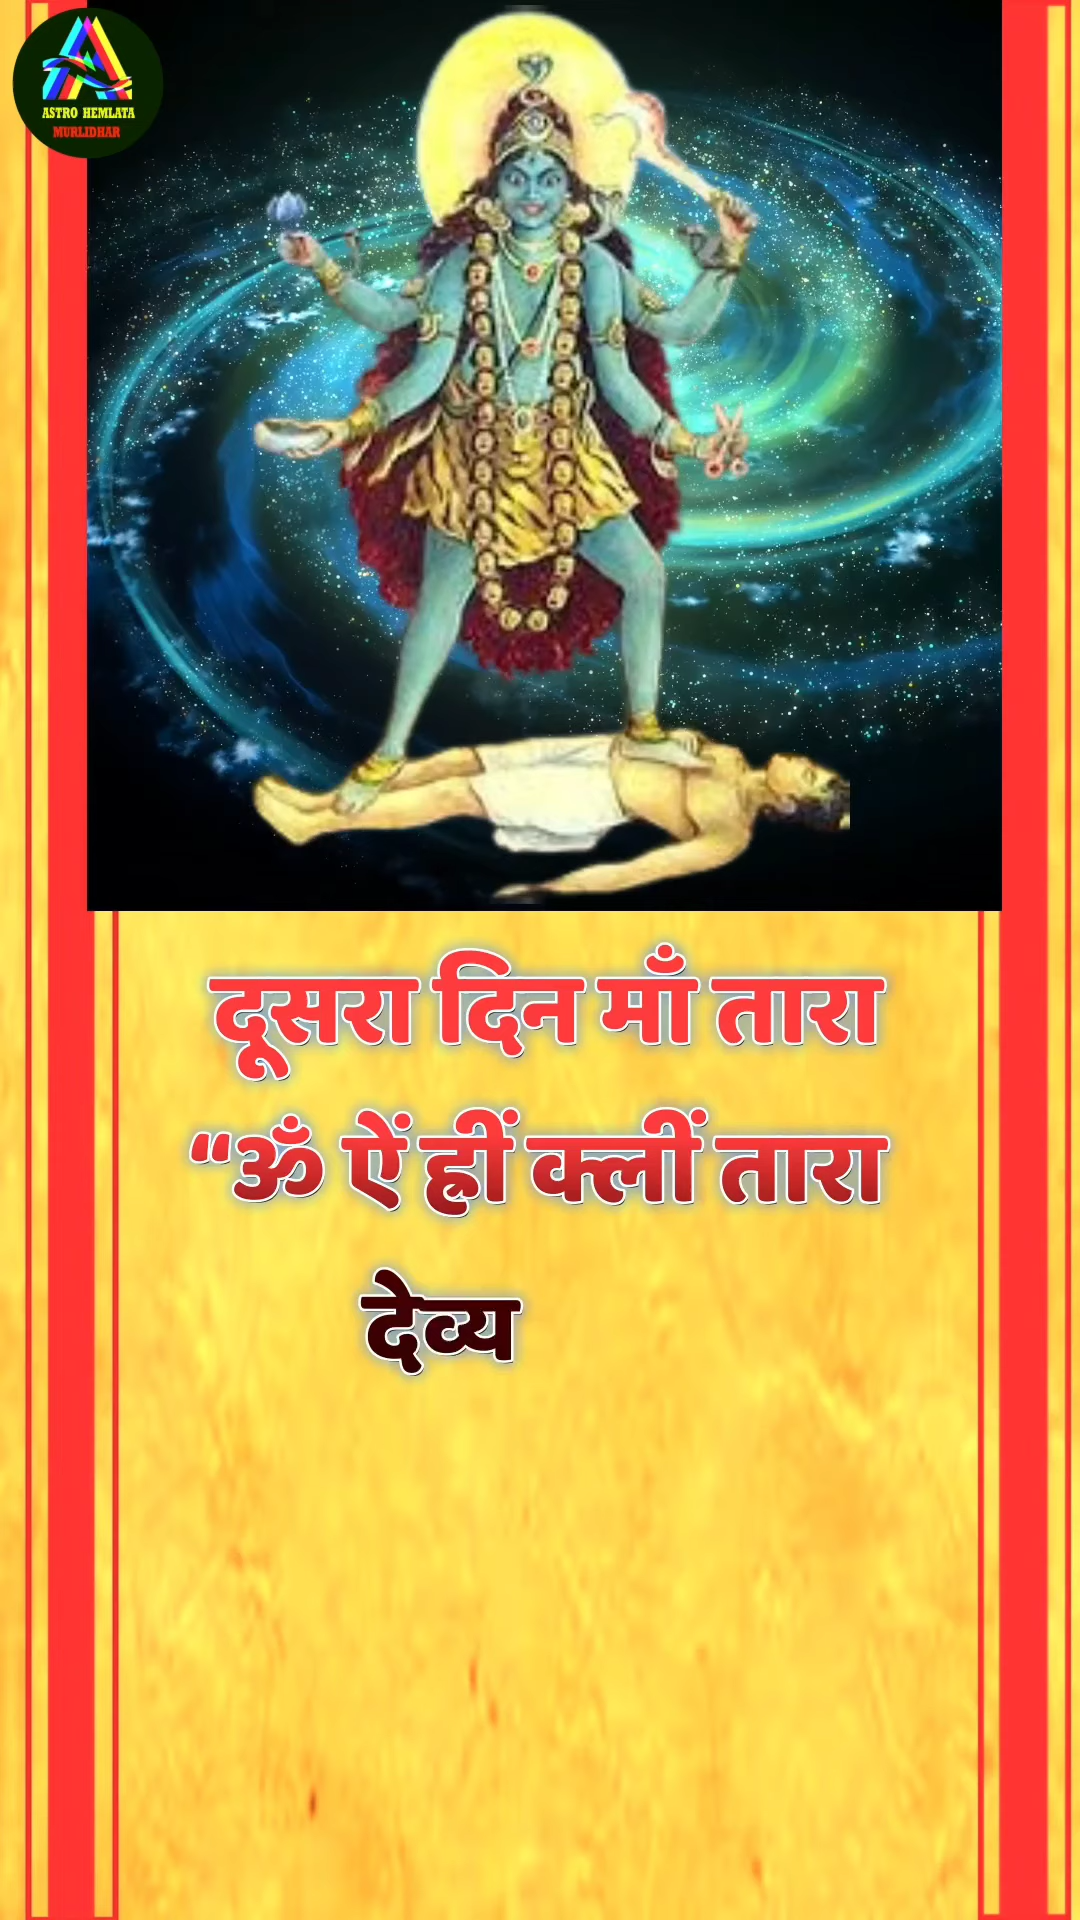 ASTRO HEMLATA
MURLIDHAR
दूसरा दिन माँ तारा
“ॐ ऐं ह्रीं क्लीं तारा
देव्य